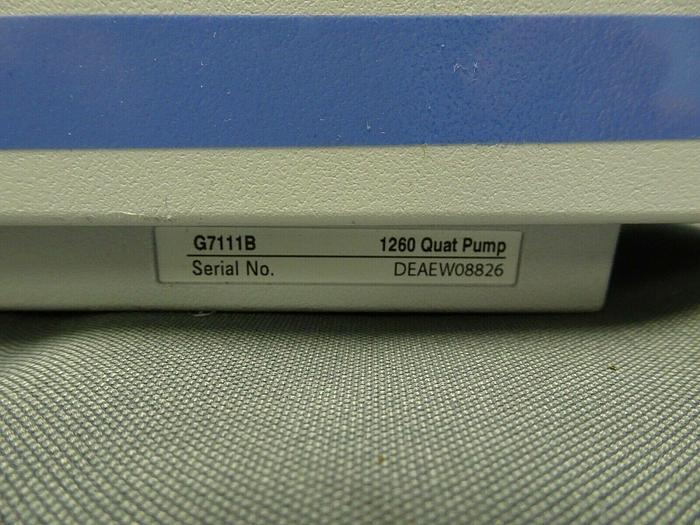 G7111B 1260 Quat Pump
Serial No. DEAEW08826